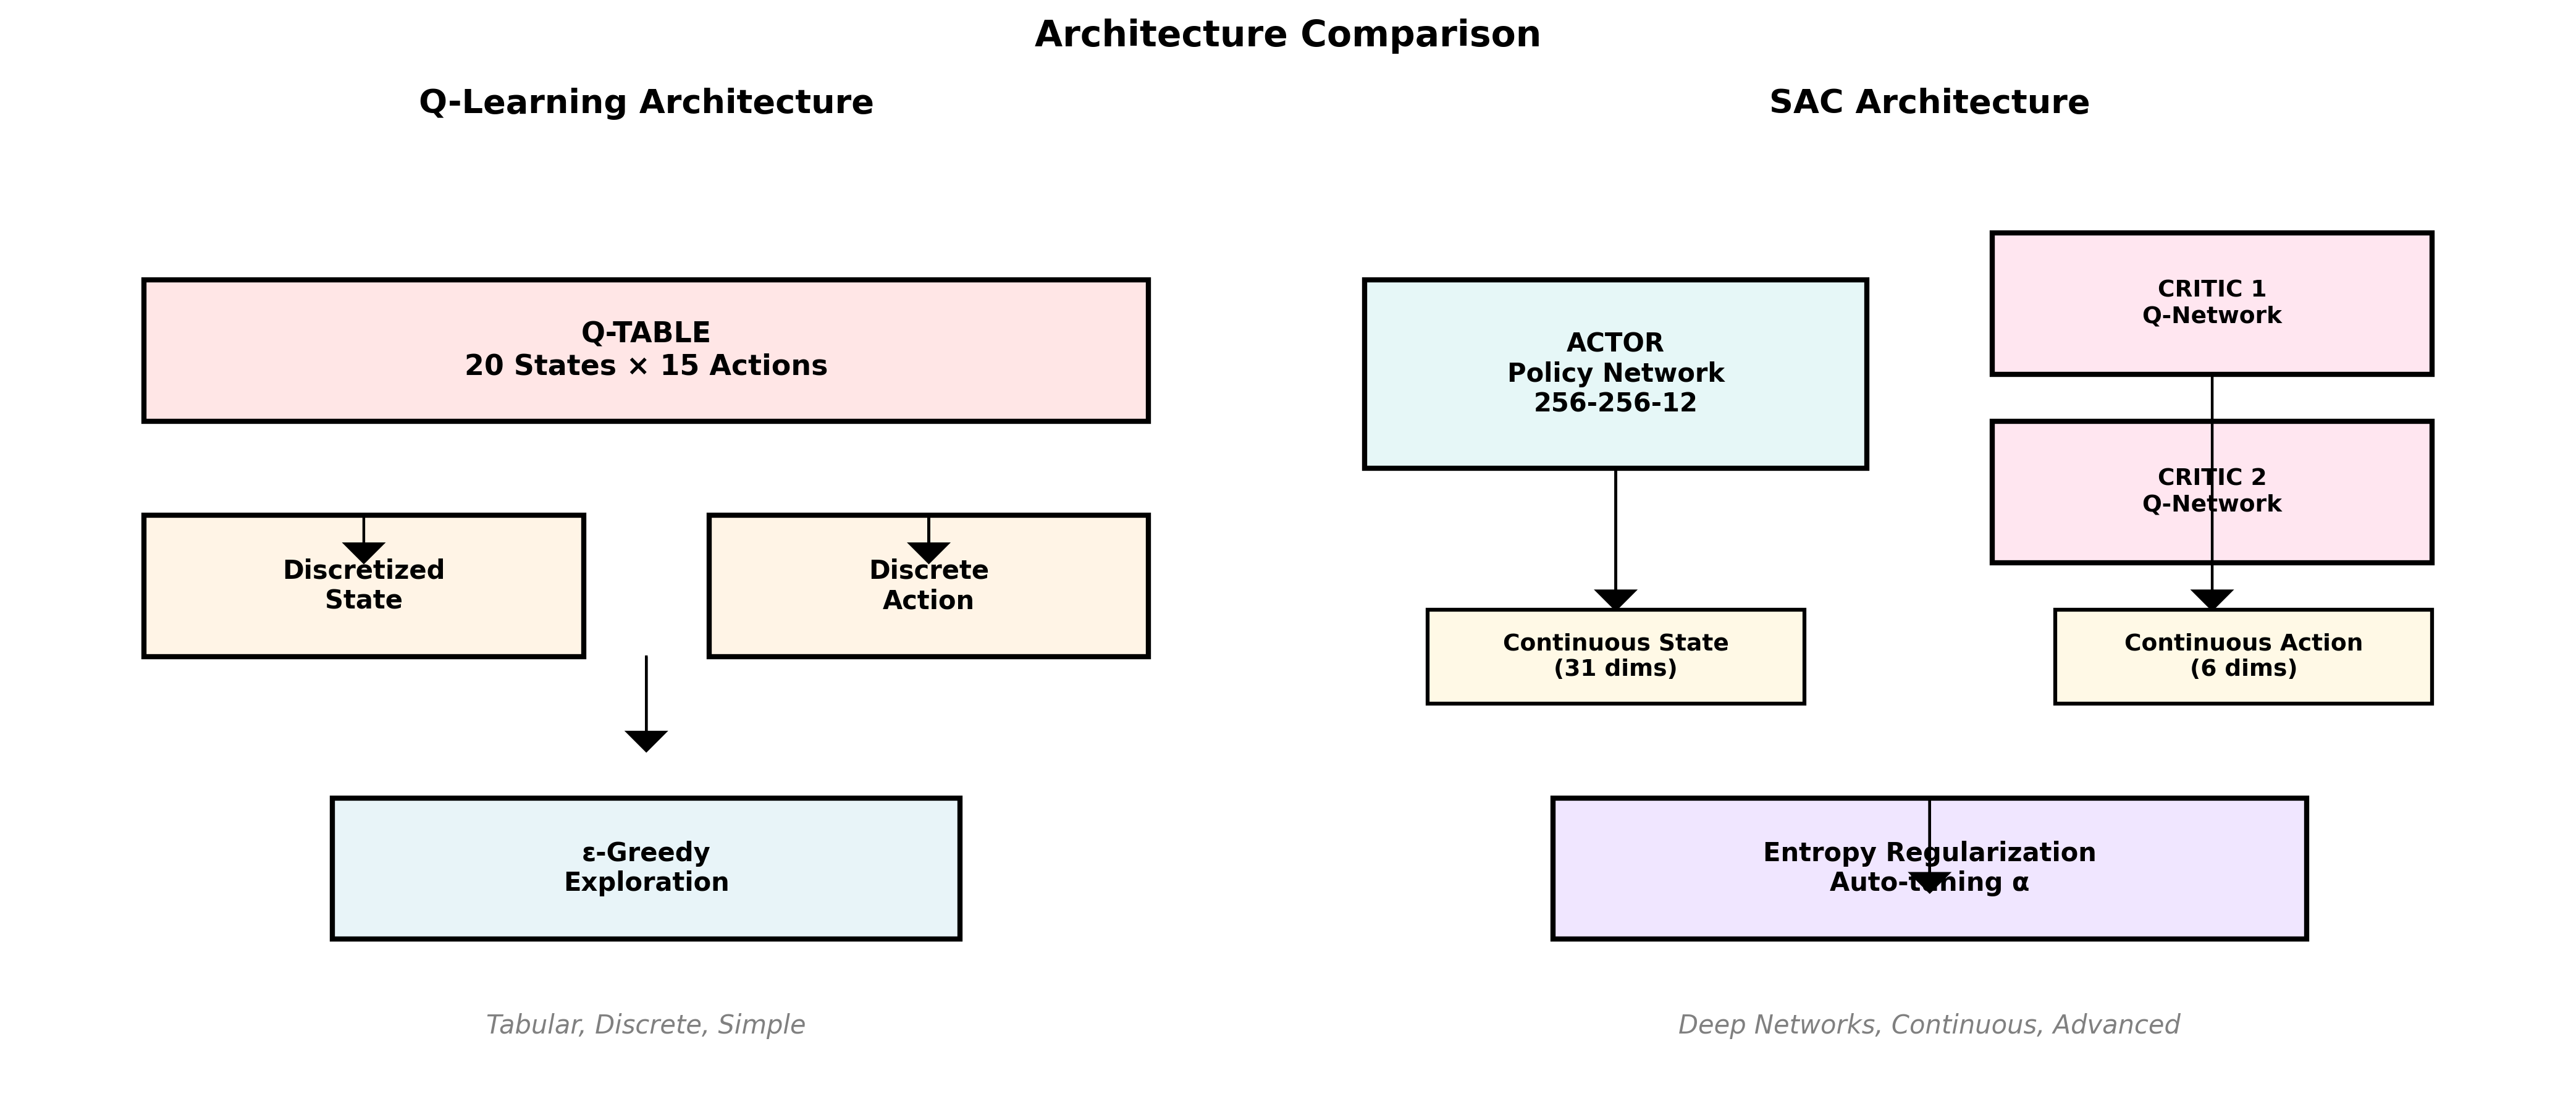 Architecture Comparison
Q-Learning Architecture
Q-TABLE
20 States × 15 Actions
Discretized
State
Discrete
Action
ε-Greedy
Exploration
Tabular, Discrete, Simple
SAC Architecture
ACTOR
Policy Network
256-256-12
CRITIC 1
Q-Network
CRITIC 2
Q-Network
Continuous State
(31 dims)
Continuous Action
(6 dims)
Entropy Regularization
Auto-tuning α
Deep Networks, Continuous, Advanced